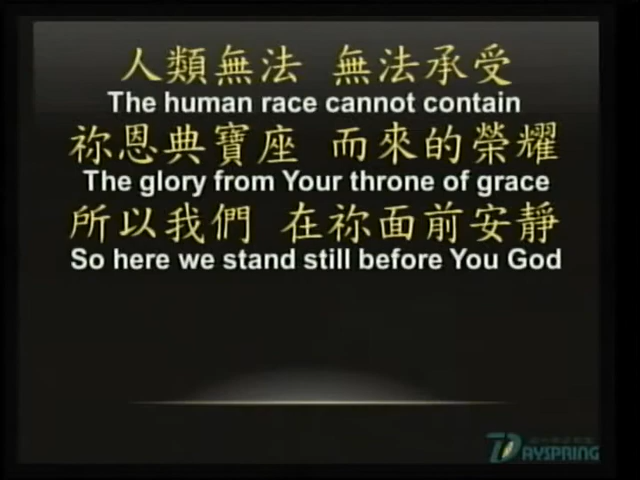 人類無法 無法承受
The human race cannot contain
祢恩典寶座 而來的榮耀
The glory from Your throne of grace
所以我們 在祢面前安靜
So here we stand still before You God
DAYSPRING